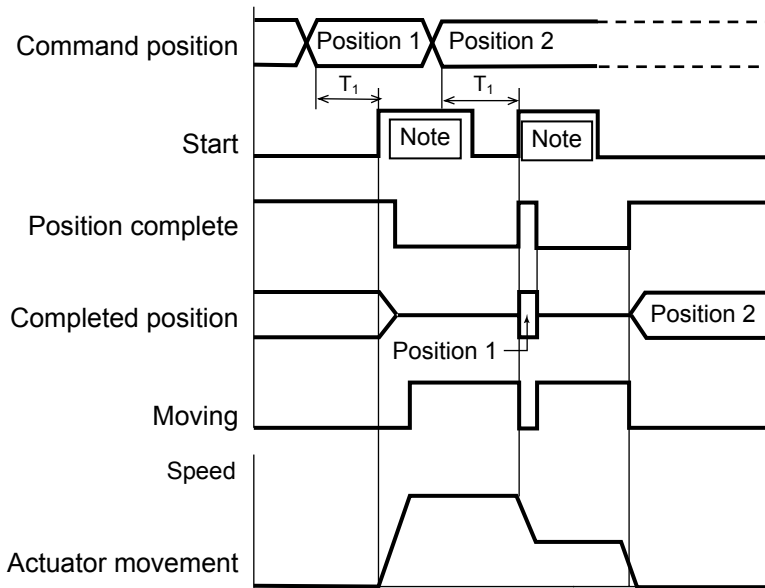 Command position
Position 1
Position 2
T₁
T₁
Start
Note
Note
Position complete
Completed position
Position 1
Position 2
Moving
Speed
Actuator movement